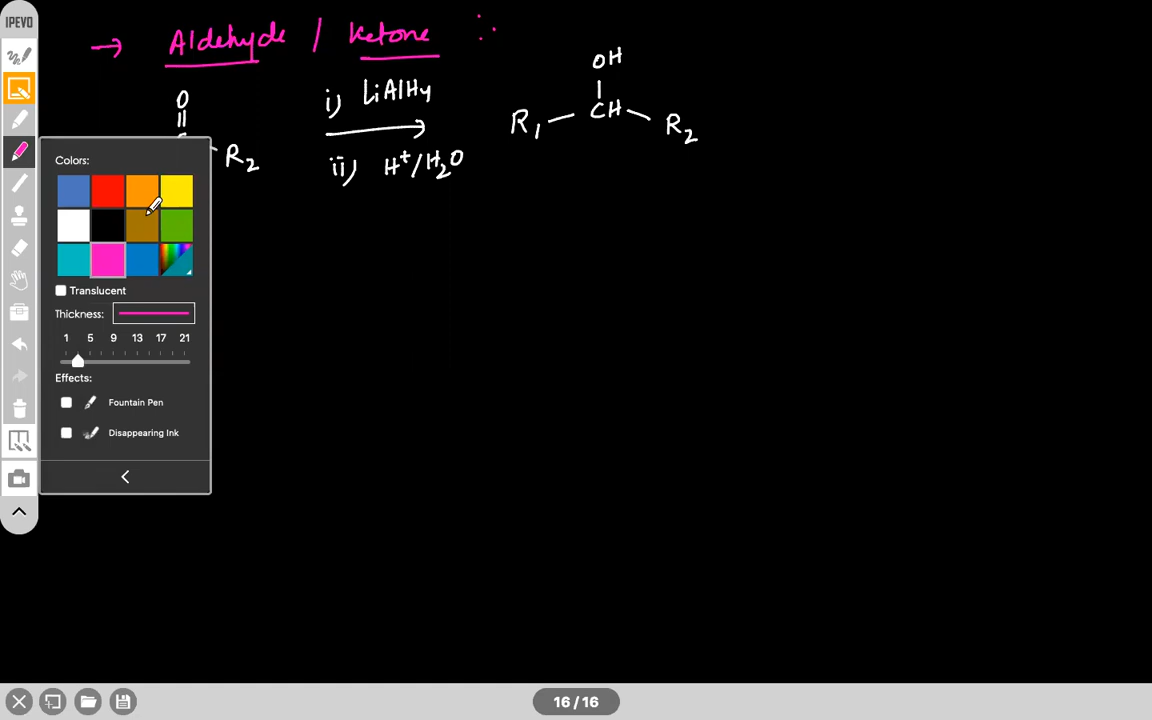 IPEVO
→ Aldehyde / Ketone :
OH
O
||
i) LiAlH4
R1 — CH — R2
R2
ii) H+/H2O
Colors:
Translucent
Thickness:
1 5 9 13 17 21
Effects:
Fountain Pen
Disappearing Ink
16 / 16